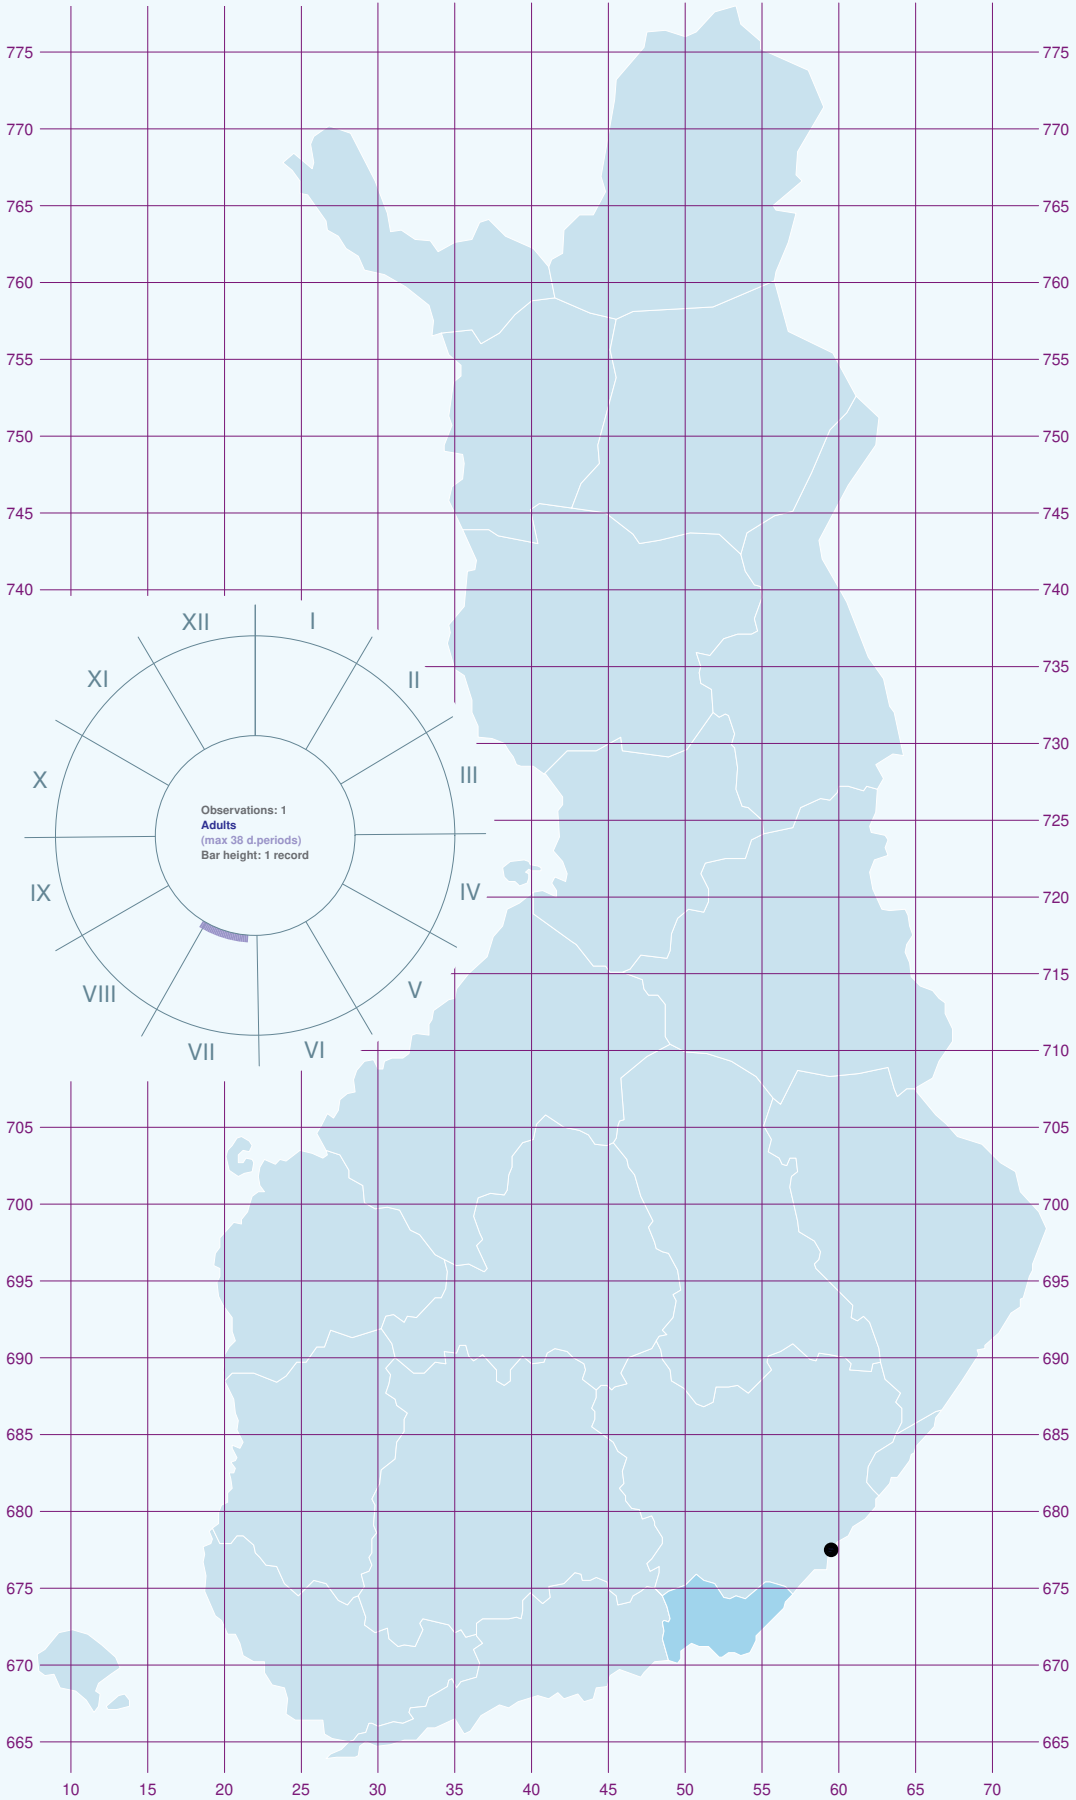 775 775
770 770
765 765
760 760
755 755
750 750
745 745
740 740
XII I
XI II
735
730
X III
Observations: 1
Adults
(max 38 d.periods)
Bar height: 1 record
725
IX IV
720
VIII V
715
VII VI
710
705 705
700 700
695 695
690 690
685 685
680 680
675 675
670 670
665 665
10 15 20 25 30 35 40 45 50 55 60 65 70